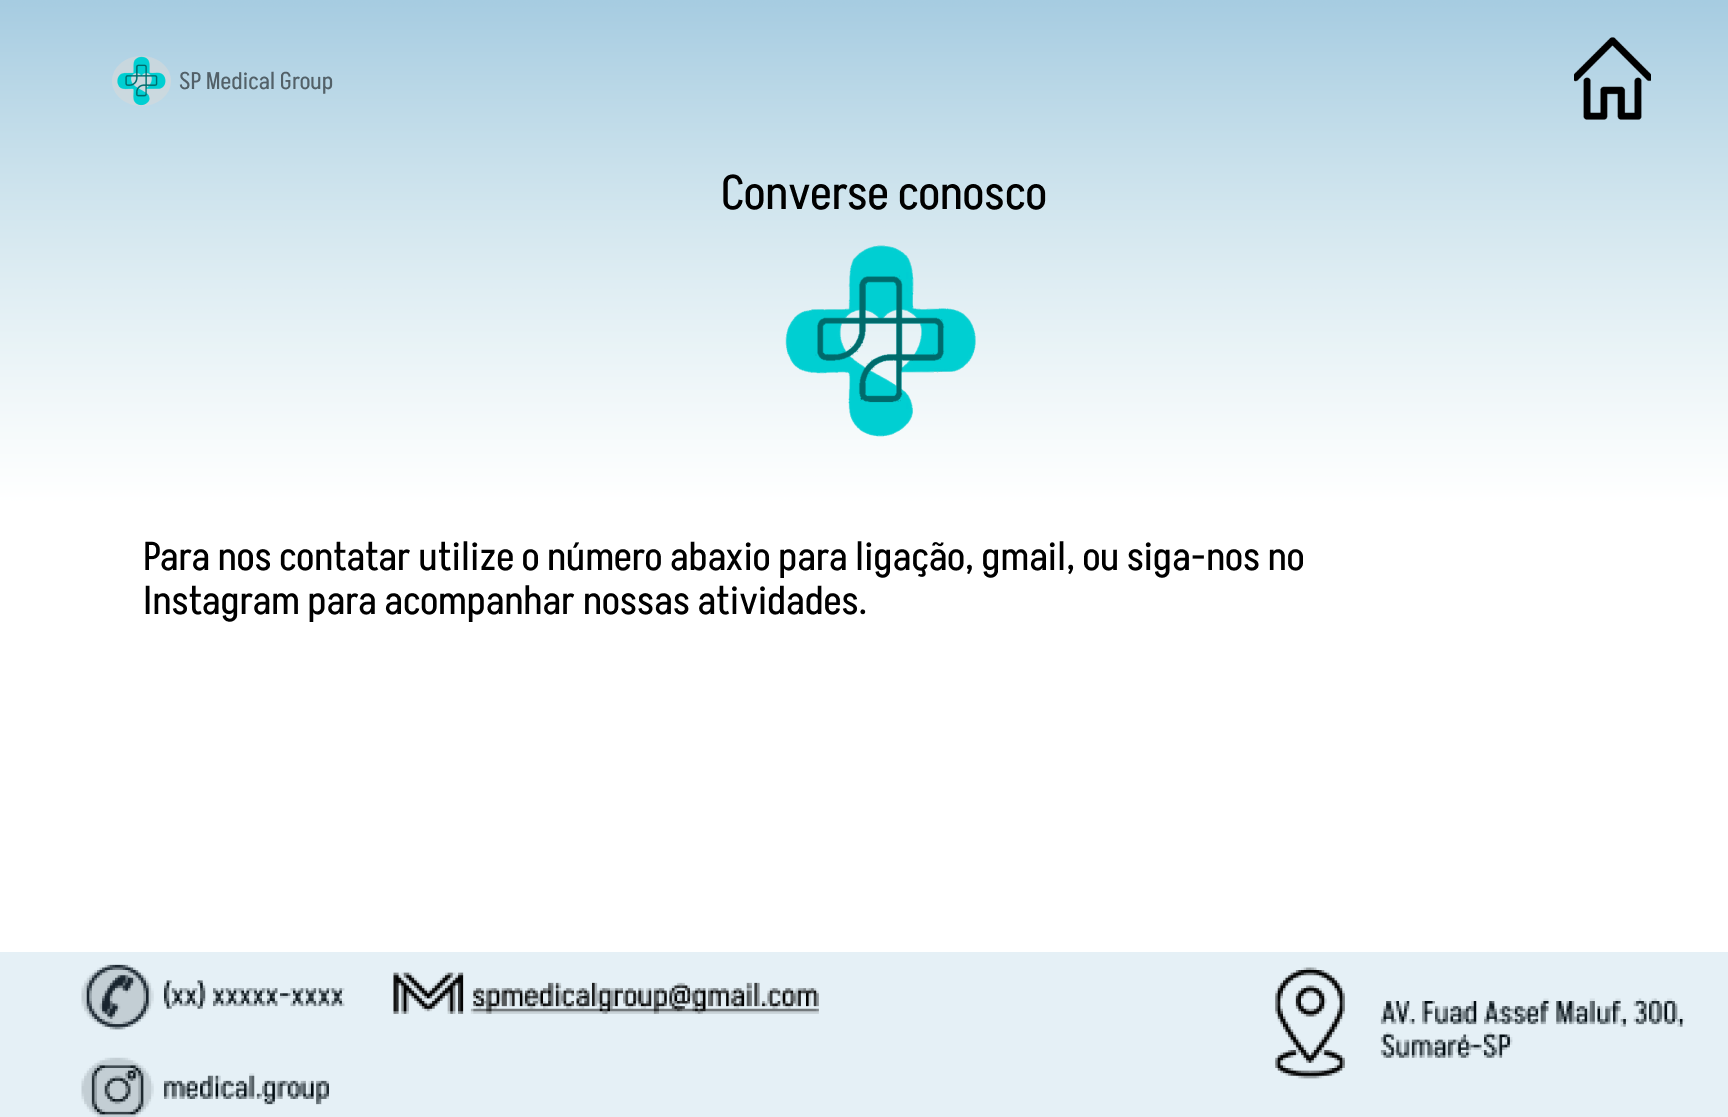 SP Medical Group
Converse conosco
Para nos contatar utilize o número abaxio para ligação, gmail, ou siga-nos no
Instagram para acompanhar nossas atividades.
(xx) xxxxx-xxxx
spmedicalgroup@gmail.com
medical.group
AV. Fuad Assef Maluf, 300,
Sumaré-SP